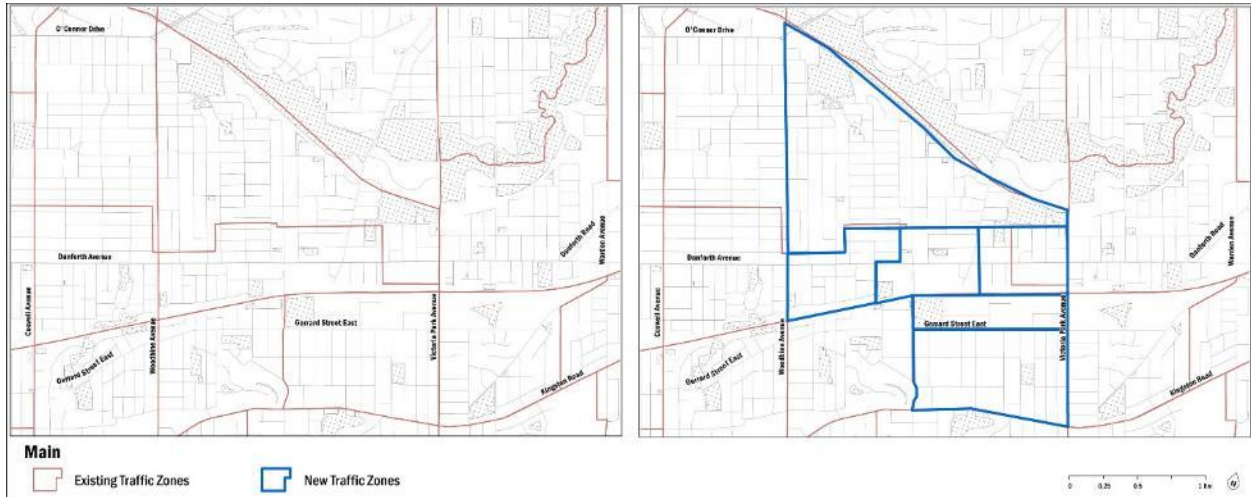 O'Connor Drive
Danforth Avenue
Coxwell Avenue
Woodbine Avenue
Gerrard Street East
Gerrard Street East
Victoria Park Avenue
Danforth Road
Warden Avenue
Kingston Road
O'Connor Drive
Danforth Avenue
Coxwell Avenue
Woodbine Avenue
Gerrard Street East
Gerrard Street East
Victoria Park Avenue
Danforth Road
Warden Avenue
Kingston Road
Main
Existing Traffic Zones
New Traffic Zones
0 0.25 0.5 1 Km
N